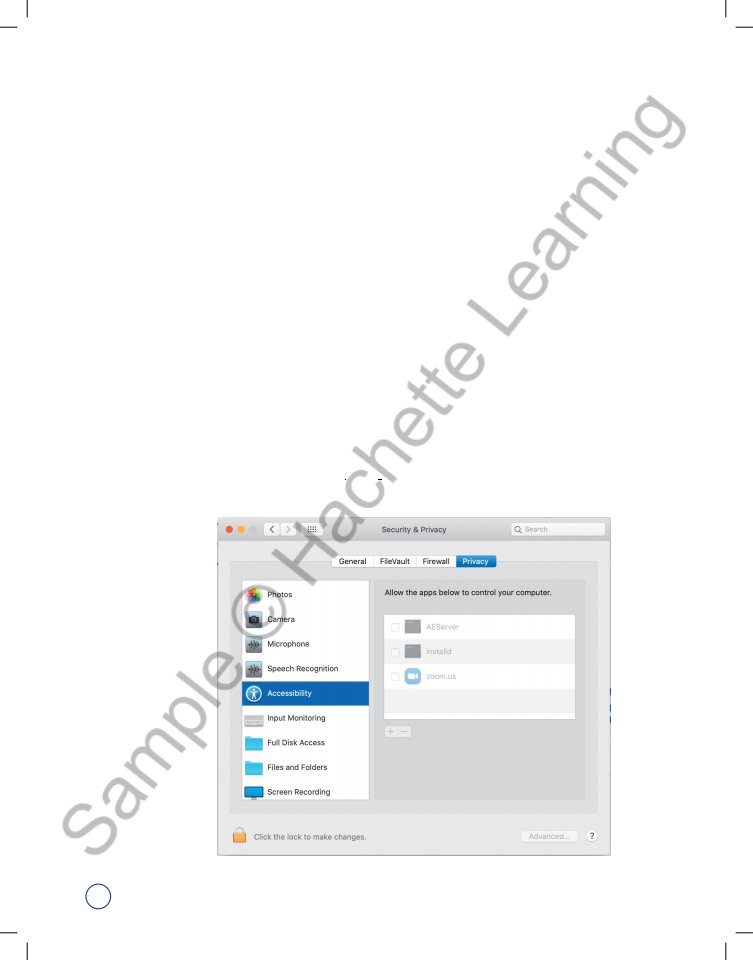 Sample © Hachette Learning
Security & Privacy
Search
General
FileVault
Firewall
Privacy
Photos
Camera
Microphone
Speech Recognition
Accessibility
Input Monitoring
Full Disk Access
Files and Folders
Screen Recording
Allow the apps below to control your computer.
AEServer
installd
zoom.us
+ −
Click the lock to make changes.
Advanced...
?